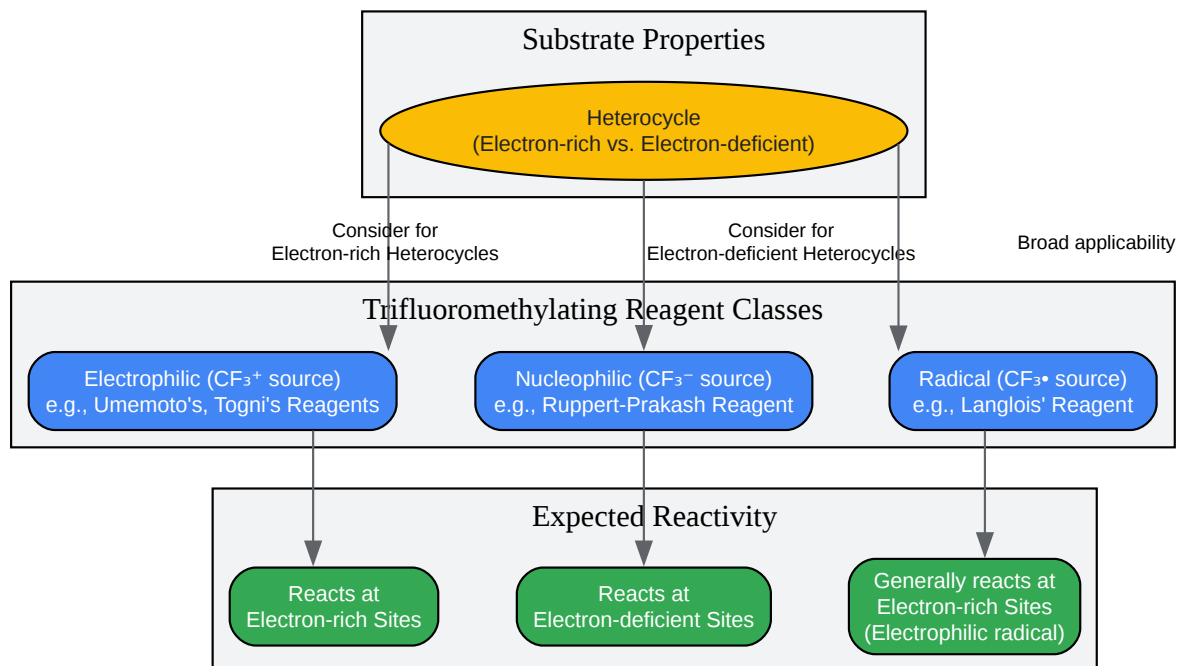 Substrate Properties
Heterocycle
(Electron-rich vs. Electron-deficient)
Consider for
Electron-rich Heterocycles
Consider for
Electron-deficient Heterocycles
Broad applicability
Trifluoromethylating Reagent Classes
Electrophilic (CF₃⁺ source)
e.g., Umemoto's, Togni's Reagents
Nucleophilic (CF₃⁻ source)
e.g., Ruppert-Prakash Reagent
Radical (CF₃• source)
e.g., Langlois' Reagent
Expected Reactivity
Reacts at
Electron-rich Sites
Reacts at
Electron-deficient Sites
Generally reacts at
Electron-rich Sites
(Electrophilic radical)